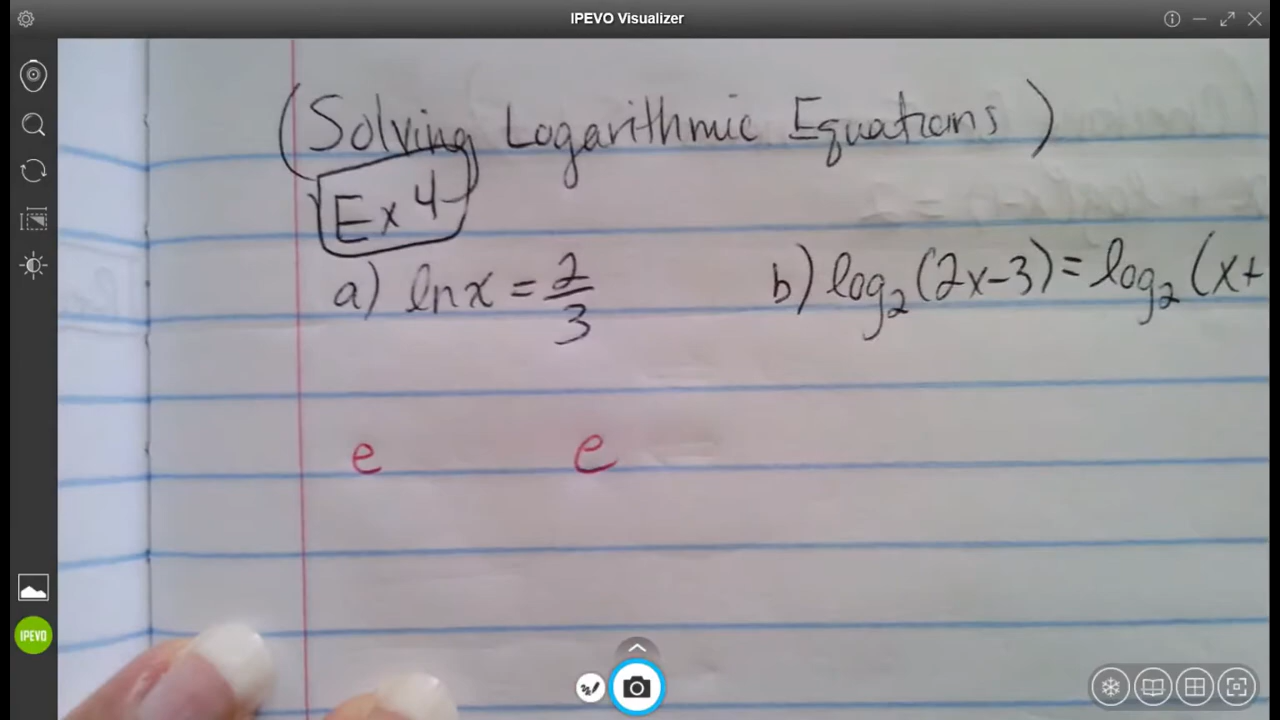 IPEVO Visualizer
(Solving Logarithmic Equations)
Ex 4
a) ln x = 2/3 b) log₂(2x-3) = log₂(x+
e e
IPEVO